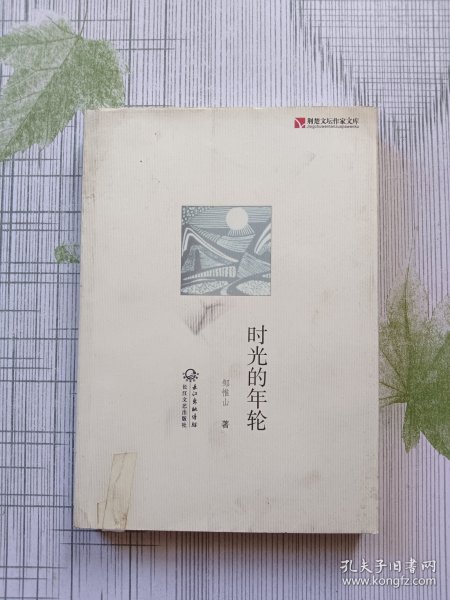 荆楚文坛作家文库
Jingchuwentanzuojiawenku
时光的年轮
邹惟山 著
长江出版传媒
长江文艺出版社
孔夫子旧书网
www.kongfz.com